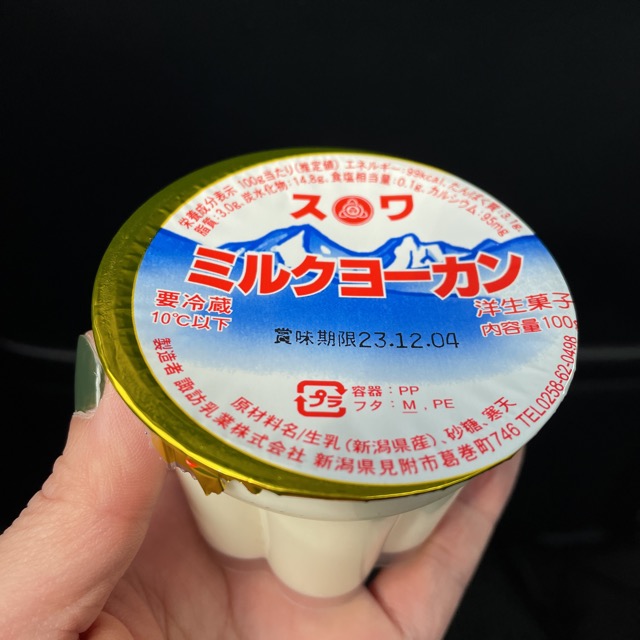 栄養成分表示 100g当たり(推定値) エネルギー:99kcal、たんぱく質:3.1g、
脂質:3.0g、炭水化物:14.8g、食塩相当量:0.1g、カルシウム:95mg
スワ
ミルクヨーカン
要冷蔵
10℃以下
洋生菓子
内容量100g
賞味期限23.12.04
プラ
容器:PP
フタ:M,PE
原材料名/生乳(新潟県産)、砂糖、寒天
製造者 諏訪乳業株式会社 新潟県見附市葛巻町746 TEL0258-62-0498